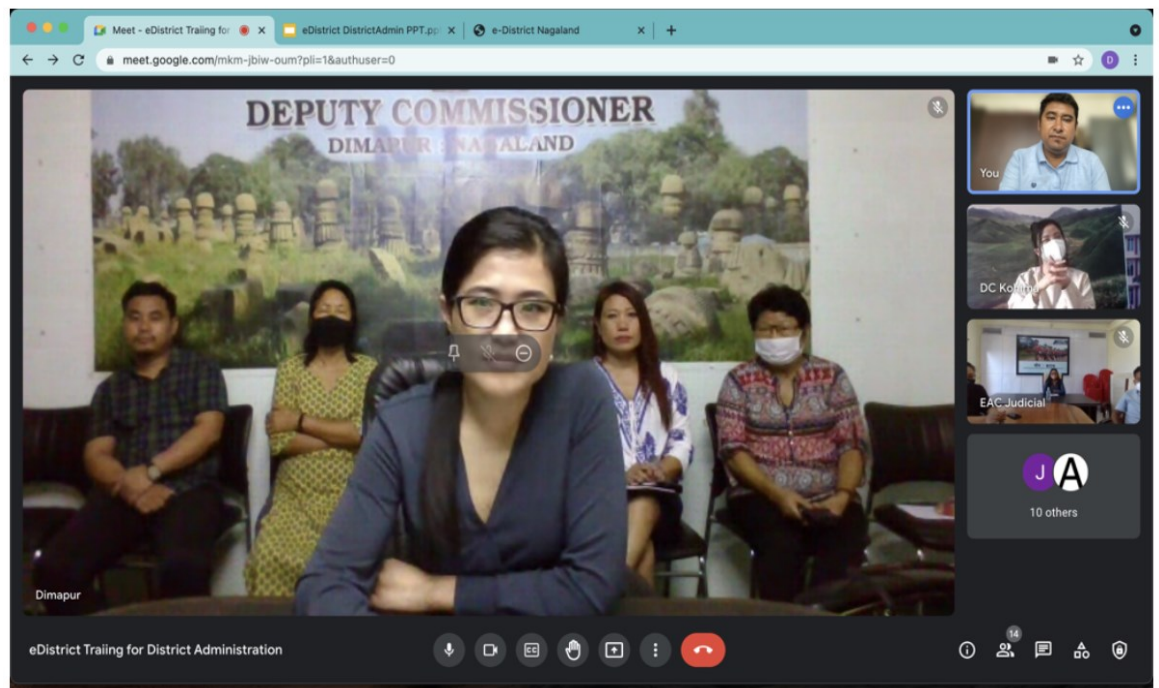 Meet - eDistrict Traiing for
eDistrict DistrictAdmin PPT.pp
e-District Nagaland
meet.google.com/mkm-jbiw-oum?pli=1&authuser=0
D
DEPUTY COMMISSIONER
DIMAPUR : NAGALAND
You
DC Kohima
EAC Judicial
J A
10 others
Dimapur
eDistrict Traiing for District Administration
CC
14